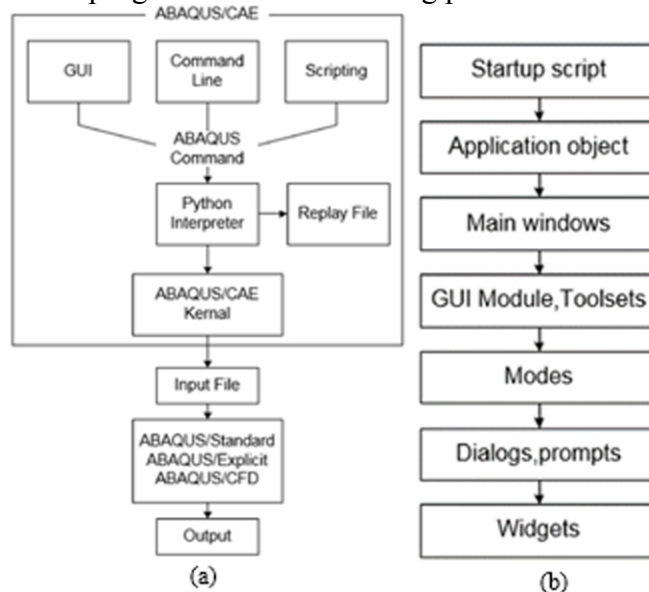 ABAQUS/CAE
GUI
Command
Line
Scripting
ABAQUS
Command
Python
Interpreter
Replay File
ABAQUS/CAE
Kernal
Input File
ABAQUS/Standard
ABAQUS/Explicit
ABAQUS/CFD
Output
(a)
Startup script
Application object
Main windows
GUI Module,Toolsets
Modes
Dialogs,prompts
Widgets
(b)